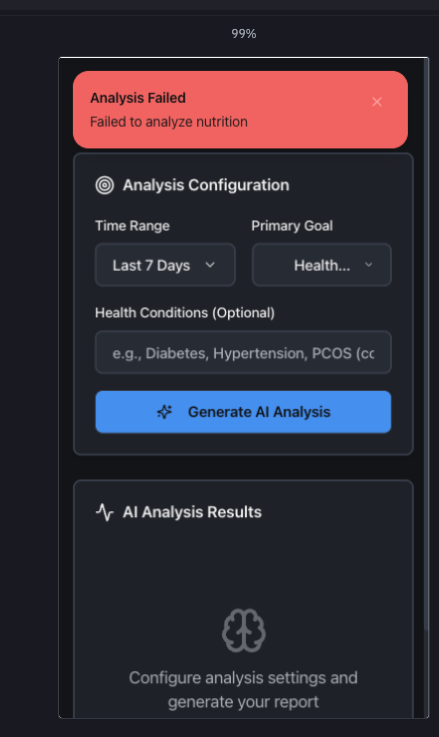 99%
Analysis Failed
Failed to analyze nutrition
Analysis Configuration
Time Range
Primary Goal
Last 7 Days
Health...
Health Conditions (Optional)
e.g., Diabetes, Hypertension, PCOS (cc
Generate AI Analysis
AI Analysis Results
Configure analysis settings and
generate your report